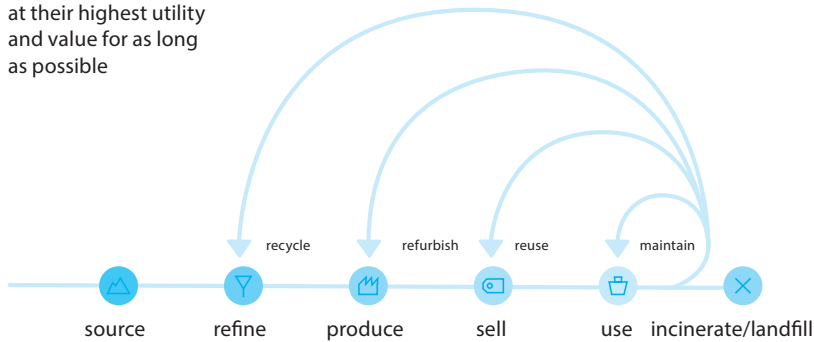 at their highest utility
and value for as long
as possible
recycle
refurbish
reuse
maintain
source
refine
produce
sell
use
incinerate/landfill